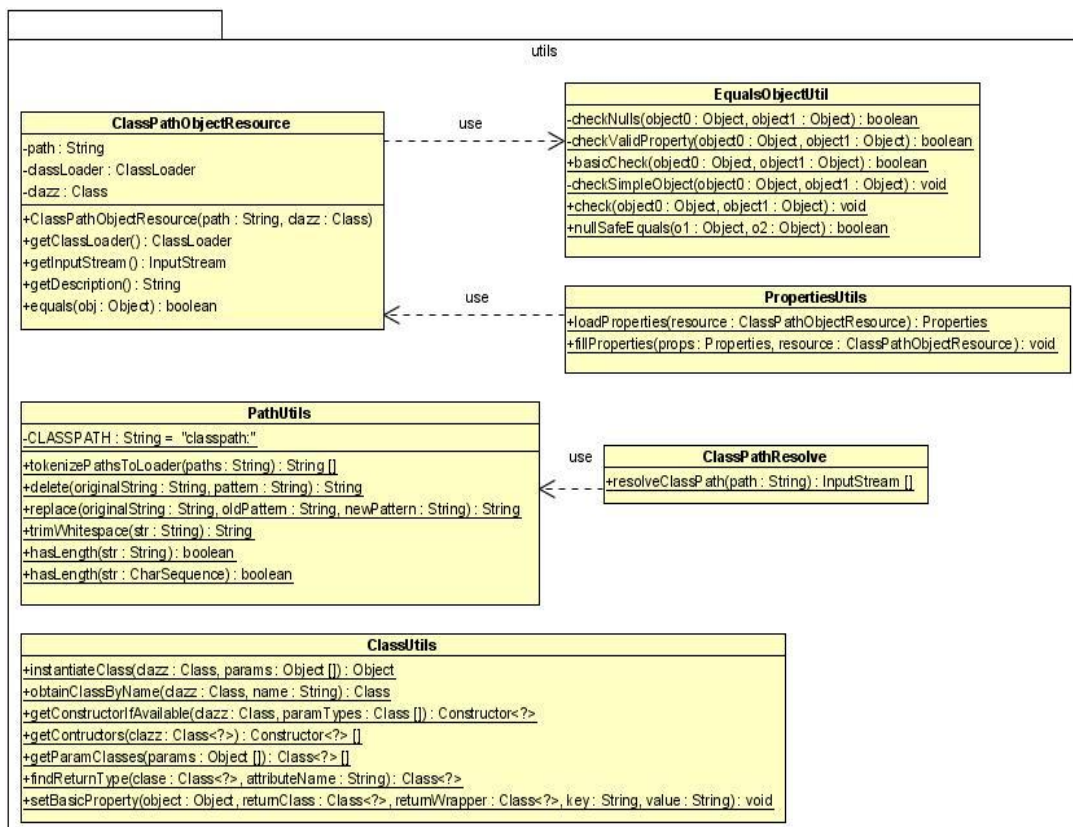 utils
ClassPathObjectResource
-path : String
-classLoader : ClassLoader
-clazz : Class
+ClassPathObjectResource(path : String, clazz : Class)
+getClassLoader() : ClassLoader
+getInputStream() : InputStream
+getDescription() : String
+equals(obj : Object) : boolean
use
EqualsObjectUtil
-checkNulls(object0 : Object, object1 : Object) : boolean
-checkValidProperty(object0 : Object, object1 : Object) : boolean
+basicCheck(object0 : Object, object1 : Object) : boolean
-checkSimpleObject(object0 : Object, object1 : Object) : void
+check(object0 : Object, object1 : Object) : void
+nullSafeEquals(o1 : Object, o2 : Object) : boolean
use
PropertiesUtils
+loadProperties(resource : ClassPathObjectResource) : Properties
+fillProperties(props : Properties, resource : ClassPathObjectResource) : void
PathUtils
-CLASSPATH : String = "classpath:"
+tokenizePathsToLoader(paths : String) : String []
+delete(originalString : String, pattern : String) : String
+replace(originalString : String, oldPattern : String, newPattern : String) : String
+trimWhitespace(str : String) : String
+hasLength(str : String) : boolean
+hasLength(str : CharSequence) : boolean
use
ClassPathResolve
+resolveClassPath(path : String) : InputStream []
ClassUtils
+instantiateClass(clazz : Class, params : Object []) : Object
+obtainClassByName(clazz : Class, name : String) : Class
+getConstructorIfAvailable(clazz : Class, paramTypes : Class []) : Constructor<?>
+getContructors(clazz : Class<?>) : Constructor<?> []
+getParamClasses(params : Object []) : Class<?> []
+findReturnType(clase : Class<?>, attributeName : String) : Class<?>
+setBasicProperty(object : Object, returnClass : Class<?>, returnWrapper : Class<?>, key : String, value : String) : void